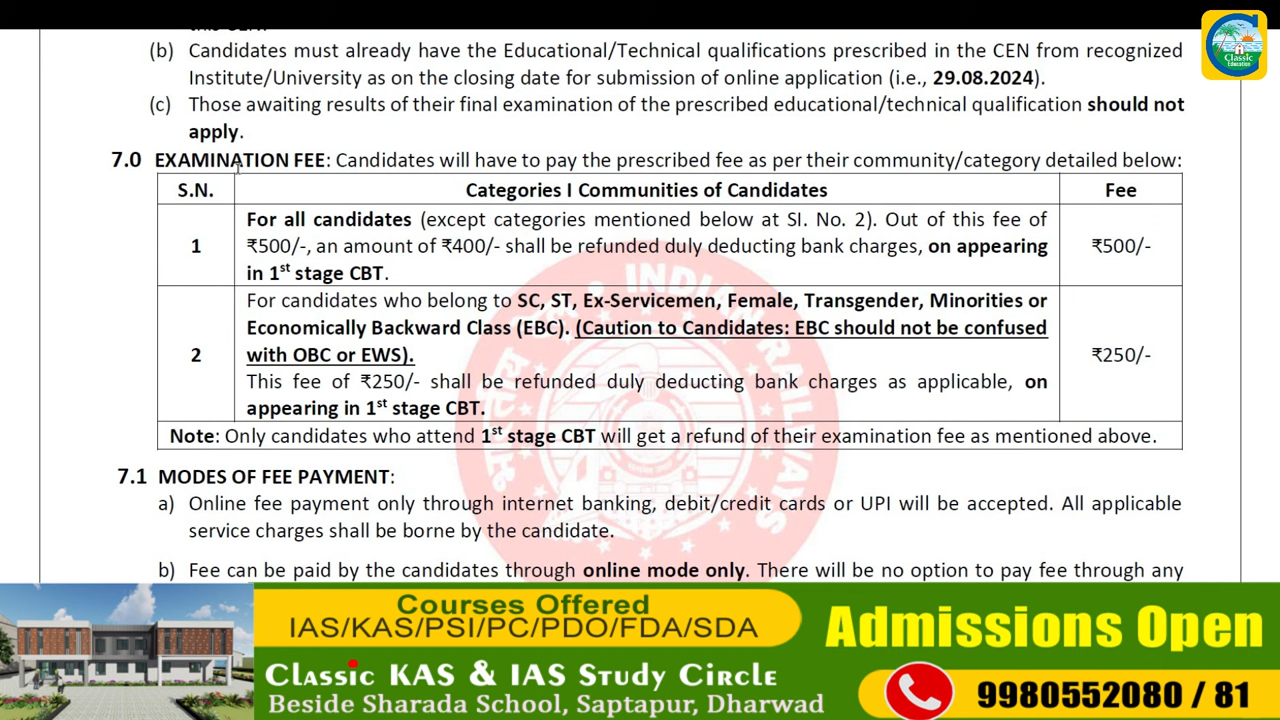 Classic
Education
(b) Candidates must already have the Educational/Technical qualifications prescribed in the CEN from recognized
Institute/University as on the closing date for submission of online application (i.e., 29.08.2024).
(c) Those awaiting results of their final examination of the prescribed educational/technical qualification should not
apply.
7.0 EXAMINATION FEE: Candidates will have to pay the prescribed fee as per their community/category detailed below:
S.N. Categories I Communities of Candidates Fee
For all candidates (except categories mentioned below at SI. No. 2). Out of this fee of
1 ₹500/-, an amount of ₹400/- shall be refunded duly deducting bank charges, on appearing ₹500/-
in 1st stage CBT.
For candidates who belong to SC, ST, Ex-Servicemen, Female, Transgender, Minorities or
Economically Backward Class (EBC). (Caution to Candidates: EBC should not be confused
2 with OBC or EWS). ₹250/-
This fee of ₹250/- shall be refunded duly deducting bank charges as applicable, on
appearing in 1st stage CBT.
Note: Only candidates who attend 1st stage CBT will get a refund of their examination fee as mentioned above.
7.1 MODES OF FEE PAYMENT:
a) Online fee payment only through internet banking, debit/credit cards or UPI will be accepted. All applicable
service charges shall be borne by the candidate.
b) Fee can be paid by the candidates through online mode only. There will be no option to pay fee through any
INDIAN RAILWAYS
भारतीय रेल
Courses Offered
IAS/KAS/PSI/PC/PDO/FDA/SDA
Classic KAS & IAS Study Circle
Beside Sharada School, Saptapur, Dharwad
Admissions Open
9980552080 / 81